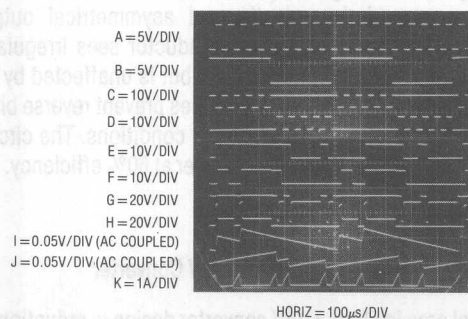 A = 5V/DIV
B = 5V/DIV
C = 10V/DIV
D = 10V/DIV
E = 10V/DIV
F = 10V/DIV
G = 20V/DIV
H = 20V/DIV
I = 0.05V/DIV (AC COUPLED)
J = 0.05V/DIV (AC COUPLED)
K = 1A/DIV
HORIZ = 100µs/DIV